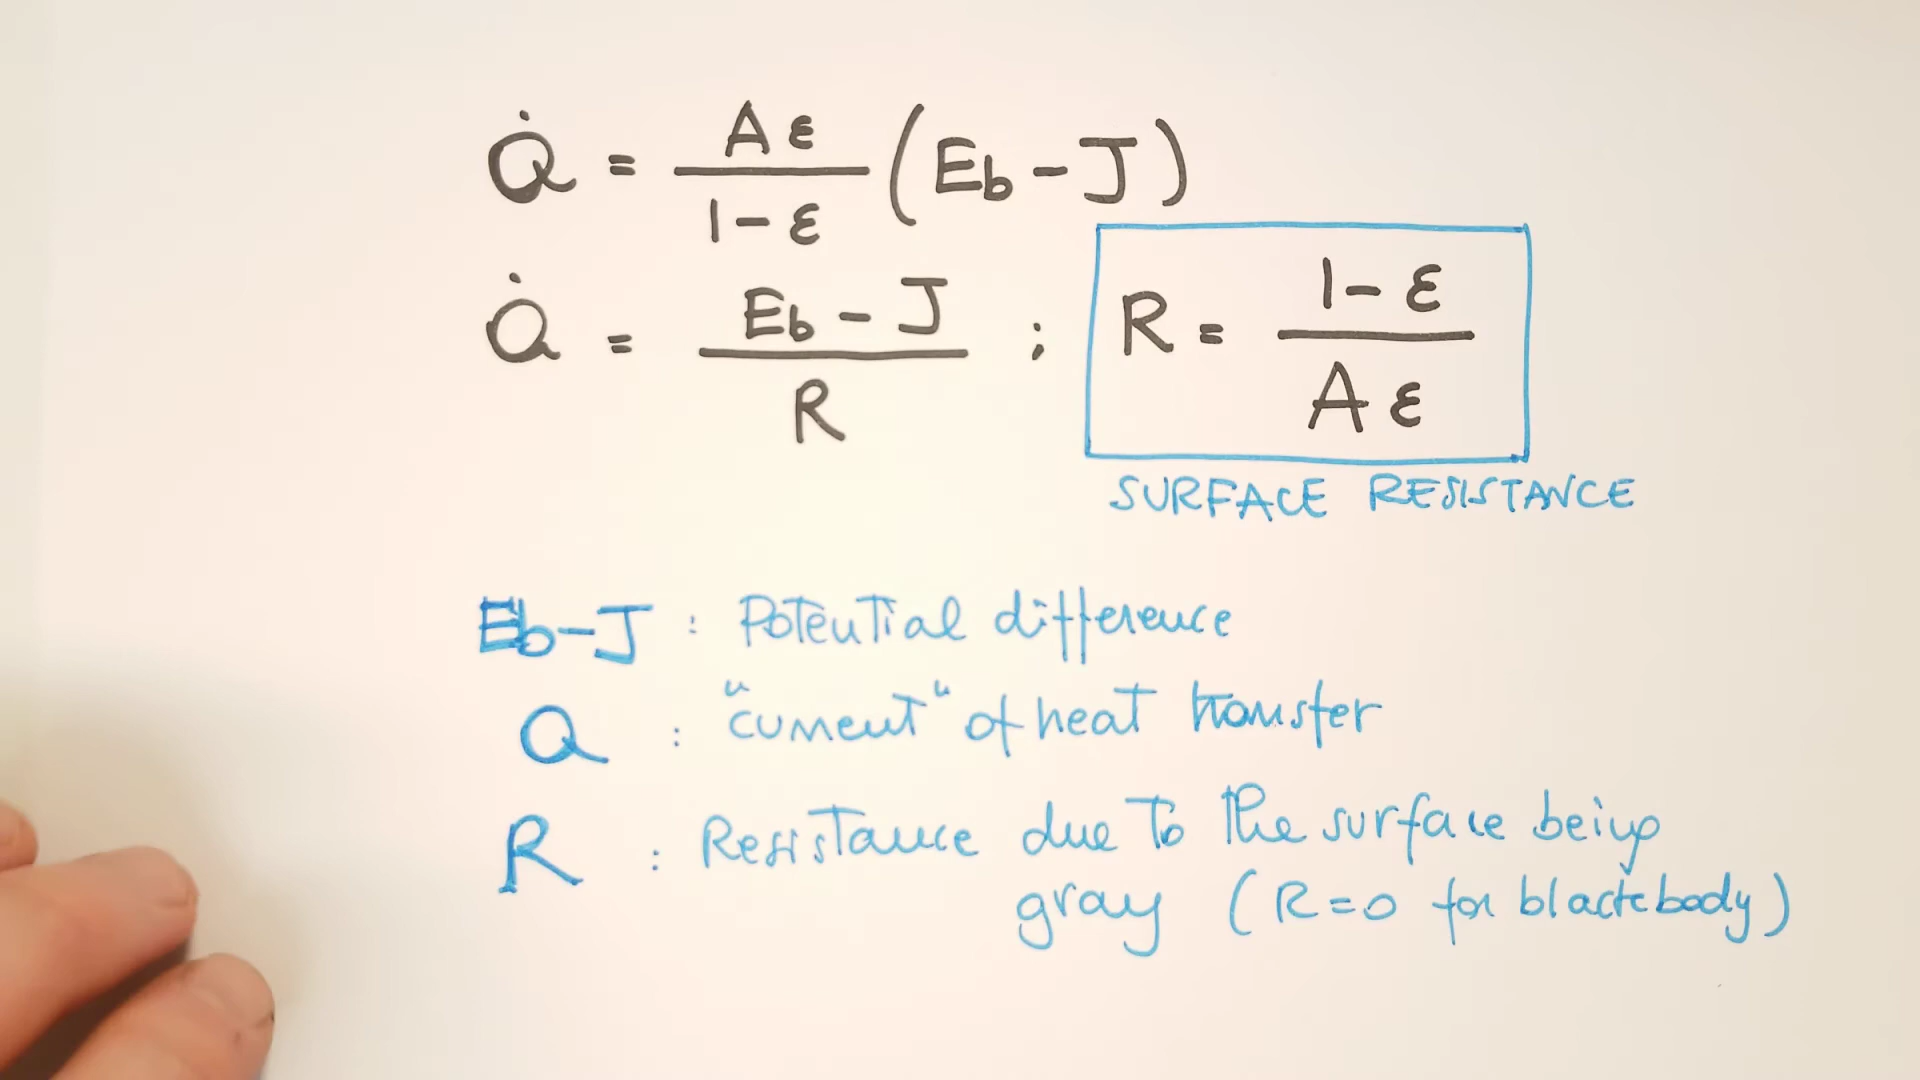 Q̇ = Aε / 1-ε (Eb - J)
Q̇ = Eb - J / R ; R = 1-ε / Aε
SURFACE RESISTANCE
Eb-J : Potential difference
Q : "current" of heat transfer
R : Resistance due to the surface being
gray (R=0 for blackbody)